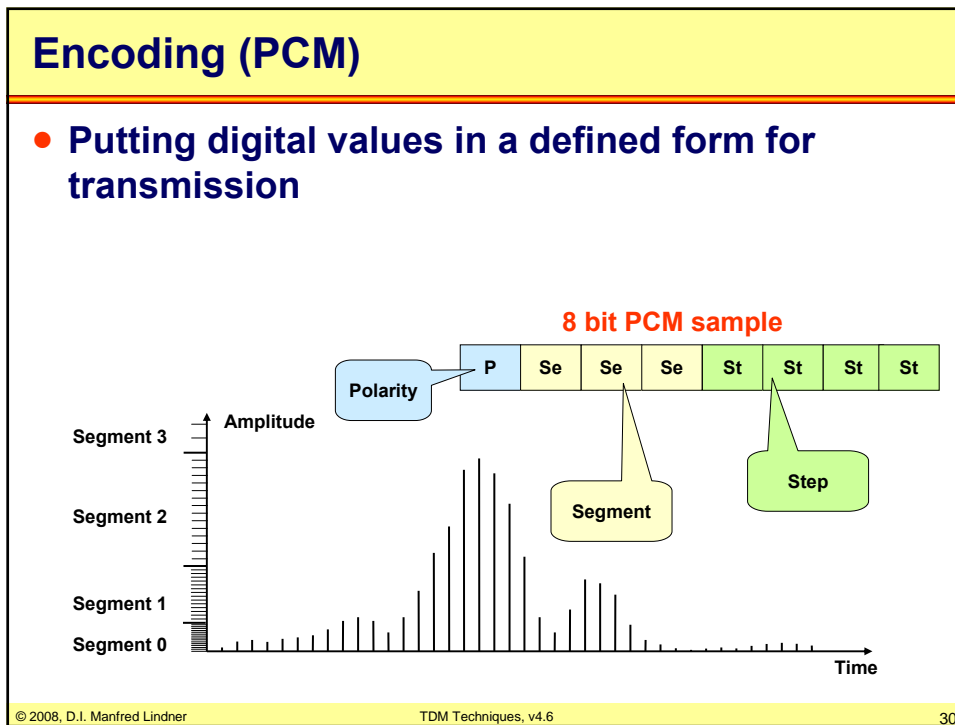 Encoding (PCM)
• Putting digital values in a defined form for
transmission
8 bit PCM sample
P Se Se Se St St St St
Polarity
Amplitude
Segment 3
Step
Segment
Segment 2
Segment 1
Segment 0
Time
© 2008, D.I. Manfred Lindner TDM Techniques, v4.6 30